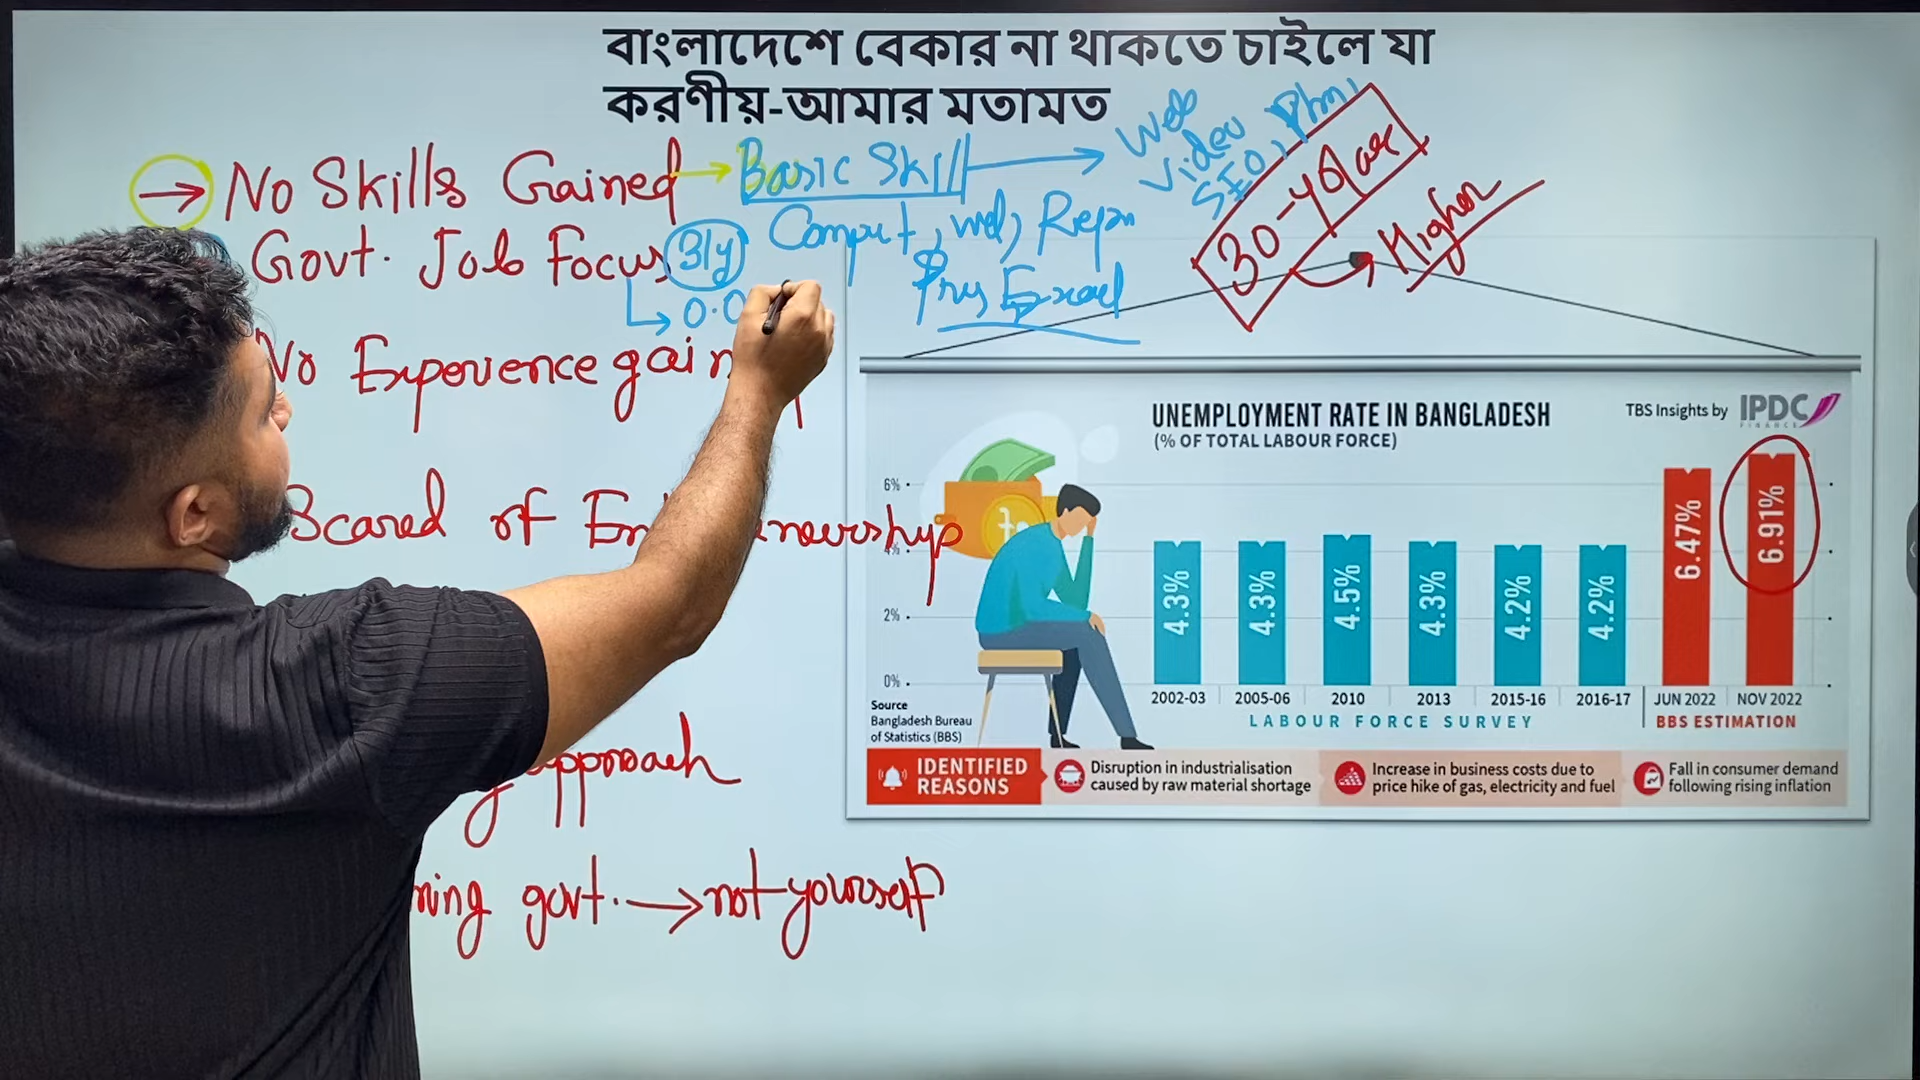 বাংলাদেশে বেকার না থাকতে চাইলে যা
করণীয়-আমার মতামত
→ No Skills Gained → Basic Skill →
Web
Video
SEO,
30-40
Higher
Govt. Job Focus 3/y
Comput,
Excel
→ 0.0
No Experience gain
Scared of
approach
govt. → not yourself
UNEMPLOYMENT RATE IN BANGLADESH
(% OF TOTAL LABOUR FORCE)
TBS Insights by IPDC
FINANCE
6%
4%
2%
0%
4.3% 4.3% 4.5% 4.3% 4.2% 4.2% 6.47% 6.91%
2002-03 2005-06 2010 2013 2015-16 2016-17 JUN 2022 NOV 2022
LABOUR FORCE SURVEY BBS ESTIMATION
Source
Bangladesh Bureau
of Statistics (BBS)
IDENTIFIED
REASONS
Disruption in industrialisation
caused by raw material shortage
Increase in business costs due to
price hike of gas, electricity and fuel
Fall in consumer demand
following rising inflation